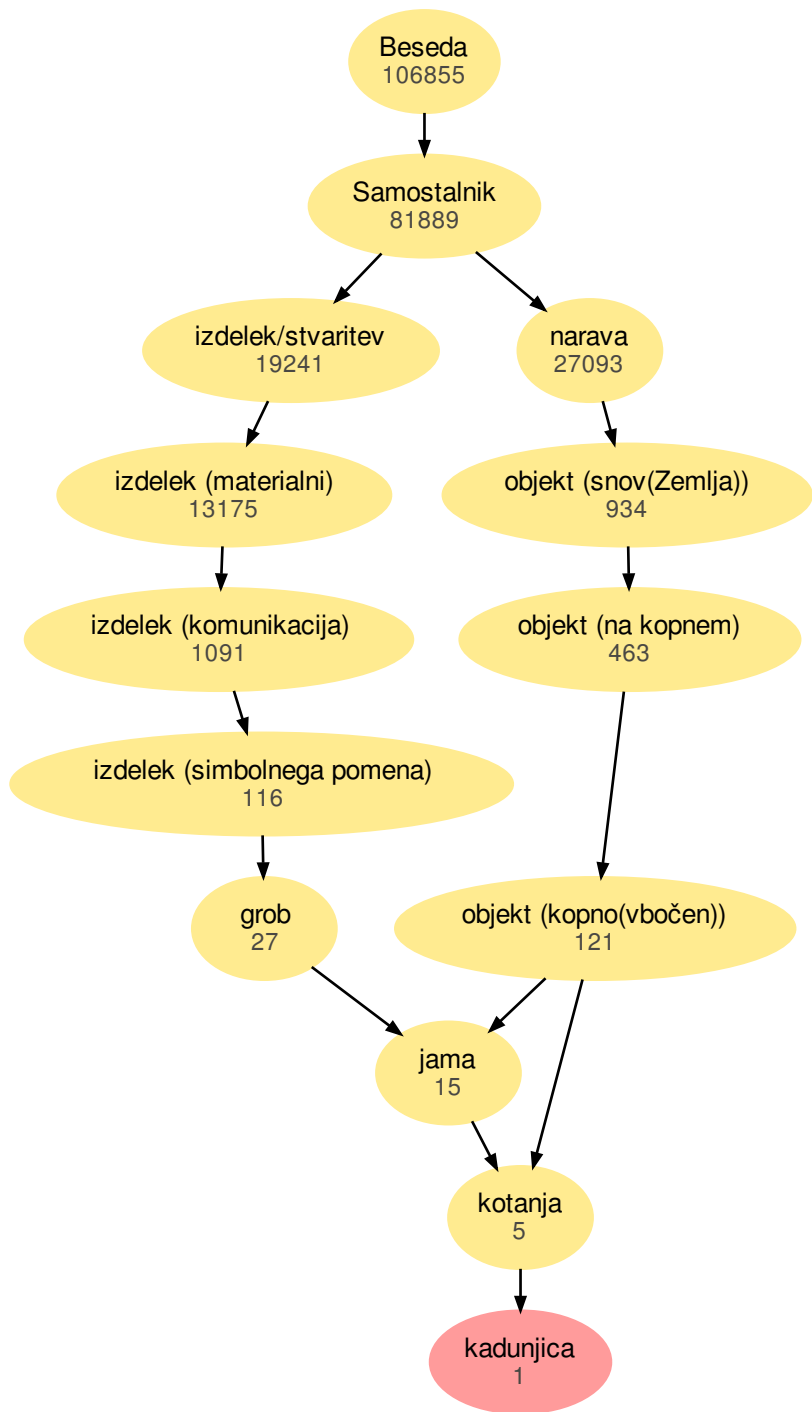 Beseda
106855
Samostalnik
81889
izdelek/stvaritev
19241
narava
27093
izdelek (materialni)
13175
objekt (snov(Zemlja))
934
izdelek (komunikacija)
1091
objekt (na kopnem)
463
izdelek (simbolnega pomena)
116
grob
27
objekt (kopno(vbočen))
121
jama
15
kotanja
5
kadunjica
1